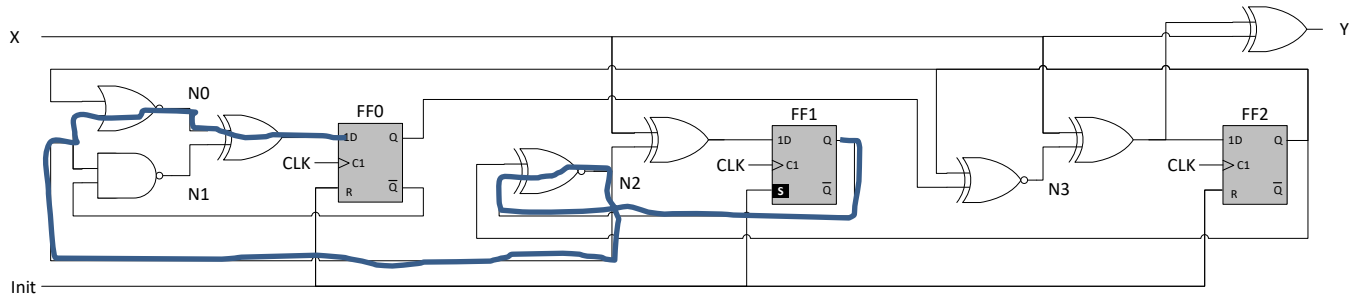 X
Y
N0
FF0
FF1
FF2
1D Q
1D Q
1D Q
CLK C1
CLK C1
CLK C1
N1
R Q
N2
S Q
N3
R Q
Init